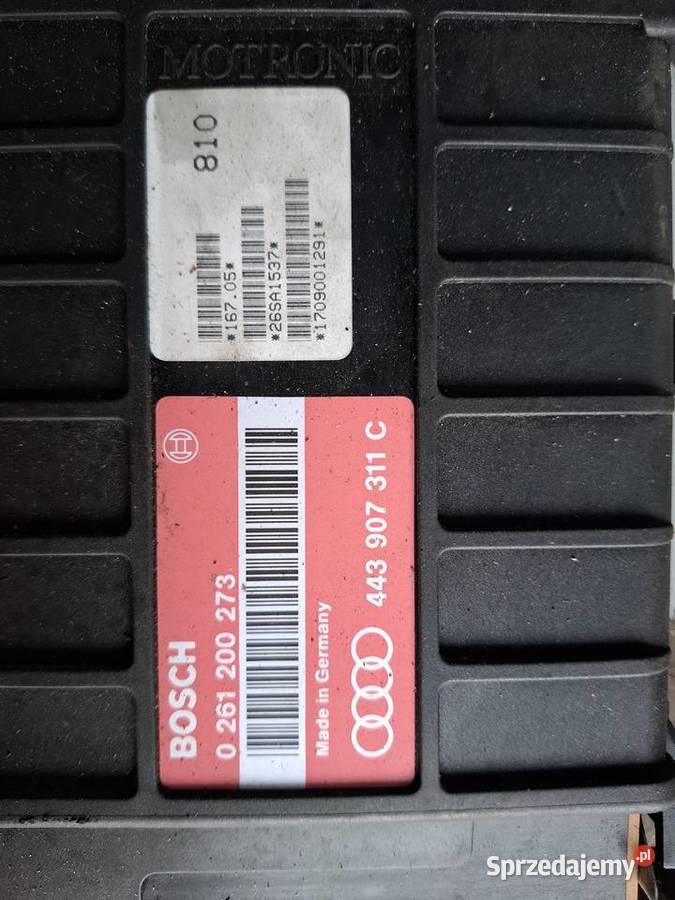 MOTRONIC
810
*167.05*
*26SA1537*
*1709001291*
BOSCH
0 261 200 273
Made in Germany
443 907 311 C
Sprzedajemy.pl